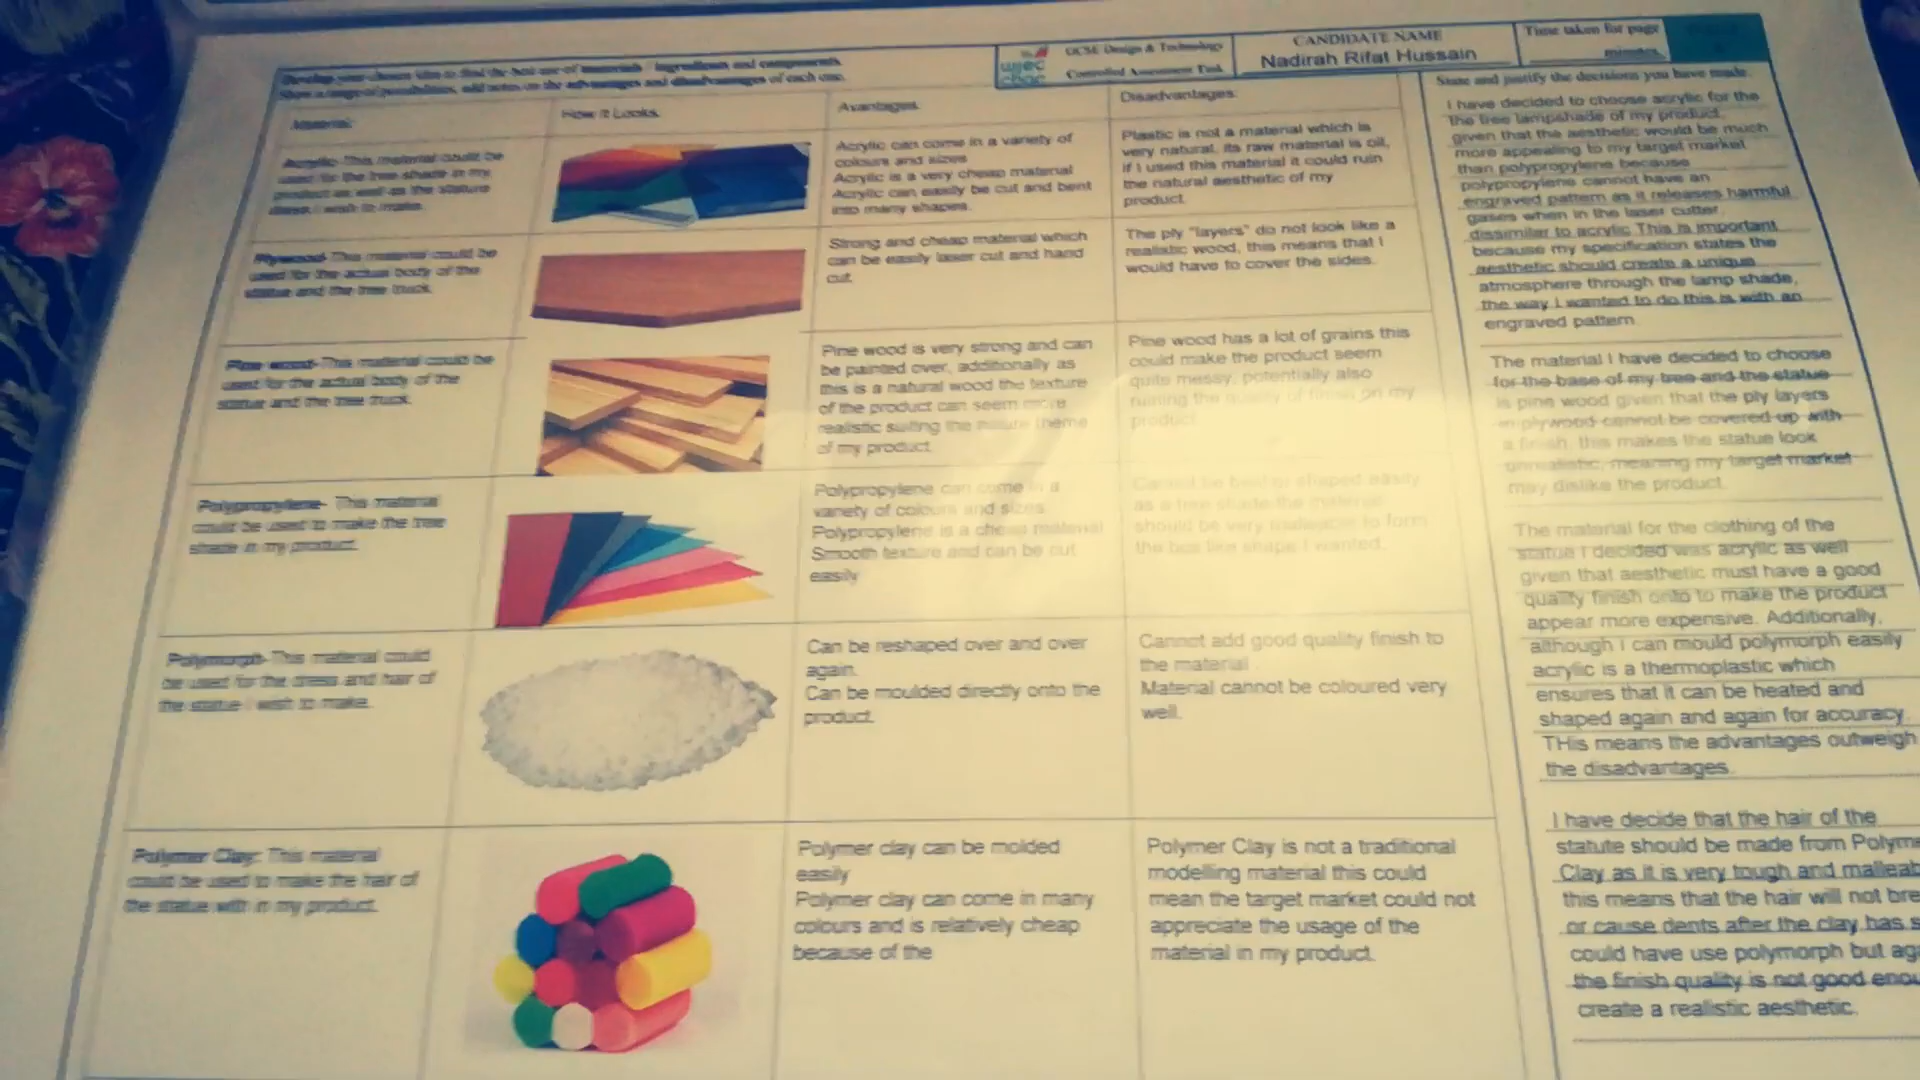 Develop your chosen idea to find the best use of materials / ingredients and components.
Show a range of possibilities, add notes on the advantages and disadvantages of each one.
wjec
cbac
GCSE Design & Technology
Controlled Assessment Task
CANDIDATE NAME
Nadirah Rifat Hussain
Time taken for page
minutes
Material:
How It Looks:
Avantages:
Disadvantages:
Acrylic- This material could be
used for the tree shade in my
product as well as the stature
dress I wish to make.
Acrylic can come in a variety of
colours and sizes
Acrylic is a very cheap material
Acrylic can easily be cut and bent
into many shapes.
Plastic is not a material which is
very natural, its raw material is oil,
if I used this material it could ruin
the natural aesthetic of my
product.
Plywood- This material could be
used for the actual body of the
statue and the tree truck.
Strong and cheap material which
can be easily laser cut and hand
cut.
The ply "layers" do not look like a
realistic wood, this means that I
would have to cover the sides.
Pine wood- This material could be
used for the actual body of the
statue and the tree truck.
Pine wood is very strong and can
be painted over, additionally as
this is a natural wood the texture
of the product can seem more
realistic suiting the nature theme
of my product.
Pine wood has a lot of grains this
could make the product seem
quite messy, potentially also
ruining the quality of finish on my
product.
Polypropylene- This material
could be used to make the tree
shade in my product.
Polypropylene can come in a
variety of colours and sizes
Polypropylene is a cheap material
Smooth texture and can be cut
easily
Cannot be bent or shaped easily
as a tree shade the material
should be very malleable to form
the box like shape I wanted.
Polymorph- This material could
be used for the dress and hair of
the statue I wish to make.
Can be reshaped over and over
again.
Can be moulded directly onto the
product.
Cannot add good quality finish to
the material
Material cannot be coloured very
well.
Polymer Clay: This material
could be used to make the hair of
the statue with in my product.
Polymer clay can be molded
easily
Polymer clay can come in many
colours and is relatively cheap
because of the
Polymer Clay is not a traditional
modelling material this could
mean the target market could not
appreciate the usage of the
material in my product.
State and justify the decisions you have made.
I have decided to choose acrylic for the
the tree lampshade of my product,
given that the aesthetic would be much
more appealing to my target market
than polypropylene because
polypropylene cannot have an
engraved pattern as it releases harmful
gases when in the laser cutter,
dissimilar to acrylic This is important
because my specification states the
aesthetic should create a unique
atmosphere through the lamp shade,
the way I wanted to do this is with an
engraved pattern.
The material I have decided to choose
for the base of my tree and the statue
is pine wood given that the ply layers
in plywood cannot be covered up with
a finish, this makes the statue look
unrealistic, meaning my target market
may dislike the product.
The material for the clothing of the
statue I decided was acrylic as well
given that aesthetic must have a good
quality finish onto to make the product
appear more expensive. Additionally,
although I can mould polymorph easily
acrylic is a thermoplastic which
ensures that it can be heated and
shaped again and again for accuracy.
THis means the advantages outweigh
the disadvantages.
I have decide that the hair of the
statute should be made from Polyme
Clay as it is very tough and malleab
this means that the hair will not bre
or cause dents after the clay has s
could have use polymorph but aga
the finish quality is not good enou
create a realistic aesthetic.